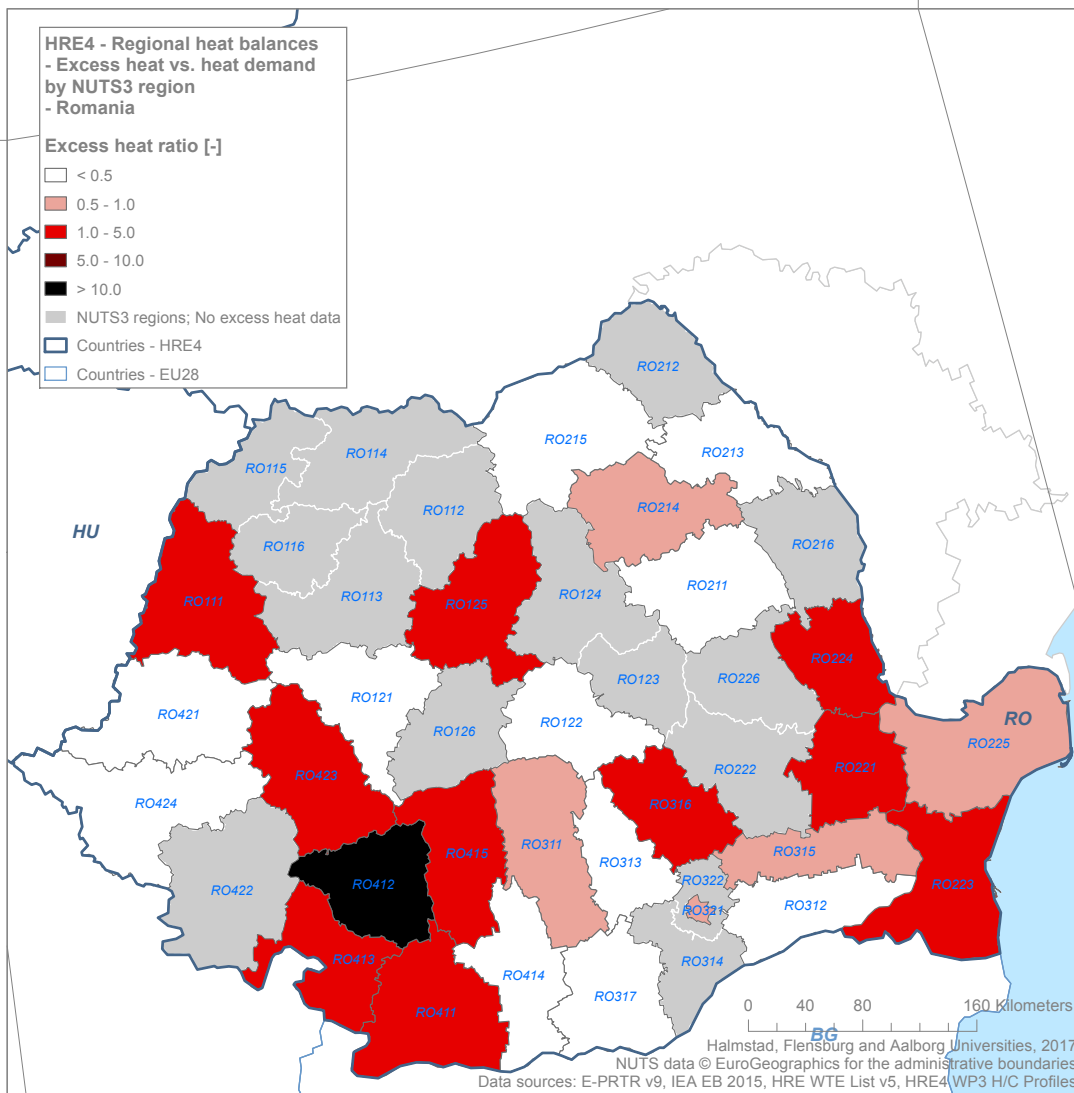 HRE4 - Regional heat balances
- Excess heat vs. heat demand
by NUTS3 region
- Romania
Excess heat ratio [-]
< 0.5
0.5 - 1.0
1.0 - 5.0
5.0 - 10.0
> 10.0
NUTS3 regions; No excess heat data
Countries - HRE4
Countries - EU28
RO212
RO215
RO213
RO114
RO115
RO112
RO214
HU
RO116
RO216
RO113
RO124
RO211
RO111
RO125
RO224
RO123
RO226
RO121
RO122
RO421
RO126
RO
RO225
RO423
RO222
RO221
RO424
RO316
RO311
RO415
RO315
RO313
RO412
RO322
RO422
RO223
RO321
RO312
RO413
RO414
RO314
RO317
RO411
0 40 80 160 Kilometers
BG
Halmstad, Flensburg and Aalborg Universities, 2017
NUTS data © EuroGeographics for the administrative boundaries
Data sources: E-PRTR v9, IEA EB 2015, HRE WTE List v5, HRE4 WP3 H/C Profiles